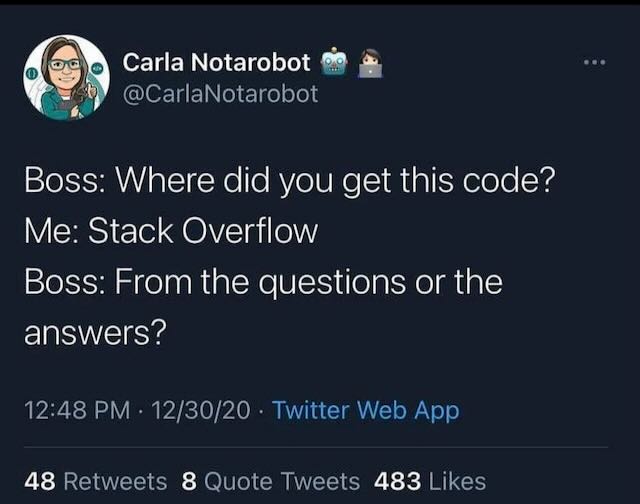 Carla Notarobot 🤖 👩🏻‍💻
@CarlaNotarobot
Boss: Where did you get this code?
Me: Stack Overflow
Boss: From the questions or the
answers?
12:48 PM · 12/30/20 · Twitter Web App
48 Retweets 8 Quote Tweets 483 Likes